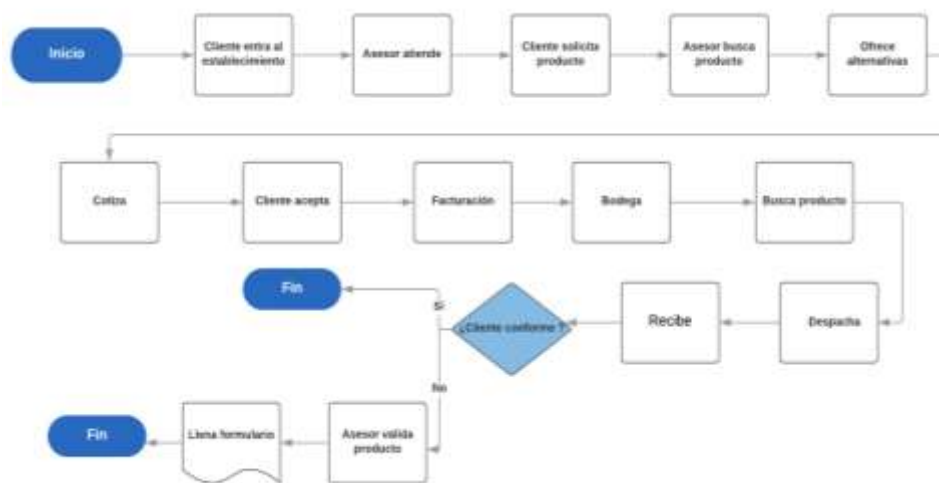 Inicio
Cliente entra al
establecimiento
Asesor atiende
Cliente solicita
producto
Asesor busca
producto
Ofrece
alternativas
Cotiza
Cliente acepta
Facturación
Bodega
Busca producto
Fin
Si
¿Cliente conforme ?
Recibe
Despacha
No
Fin
Llena formulario
Asesor valida
producto